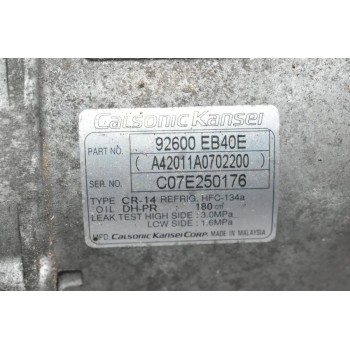 Calsonic Kansei
PART NO. 92600 EB40E
( A42011A0702200 )
SER NO. C07E250176
TYPE CR-14 REFRIG. HFC-134a
OIL DH-PR 180 cm³
LEAK TEST HIGH SIDE : 3.0MPa
LOW SIDE : 1.6MPa
MFD. CALSONIC KANSEI CORP. MADE IN MALAYSIA